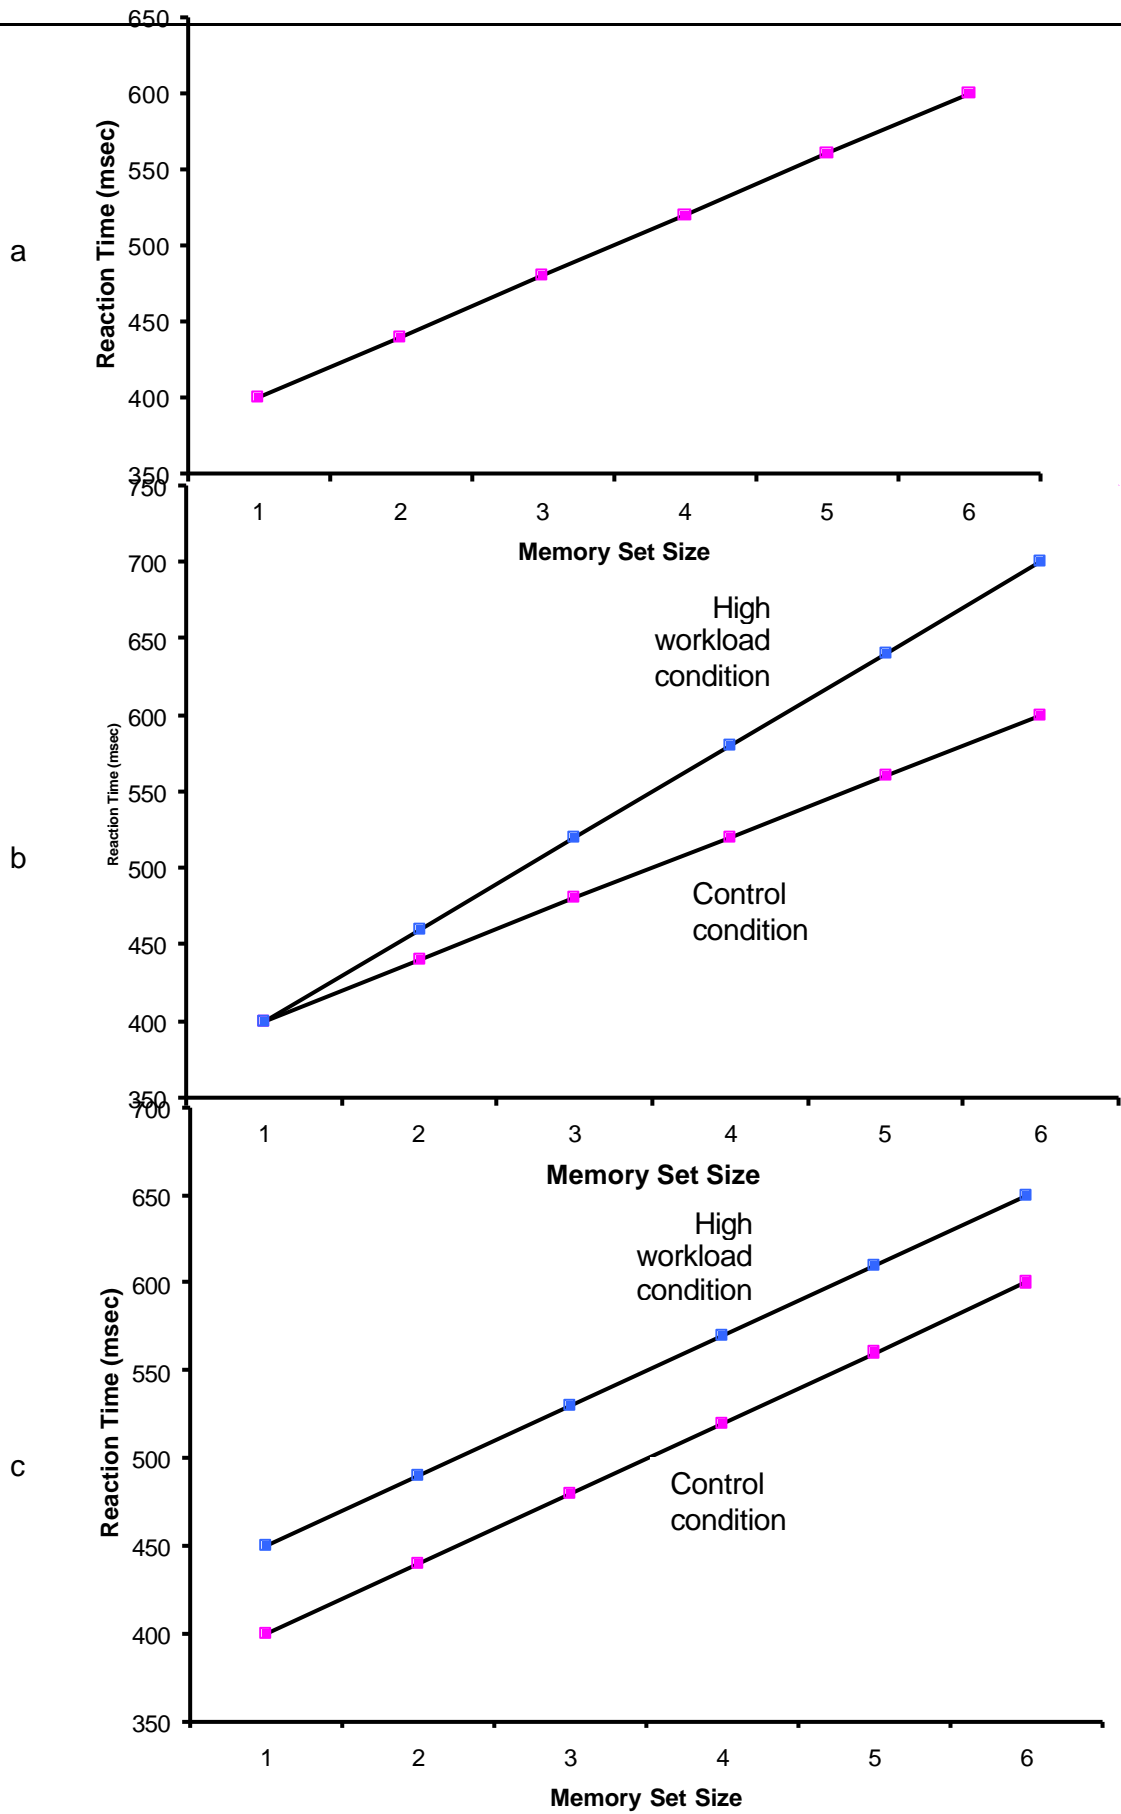 a
Reaction Time (msec)
650
600
550
500
450
400
350
1 2 3 4 5 6
Memory Set Size
b
Reaction Time (msec)
750
700
650
600
550
500
450
400
350
High
workload
condition
Control
condition
1 2 3 4 5 6
Memory Set Size
c
Reaction Time (msec)
700
650
600
550
500
450
400
350
High
workload
condition
Control
condition
1 2 3 4 5 6
Memory Set Size